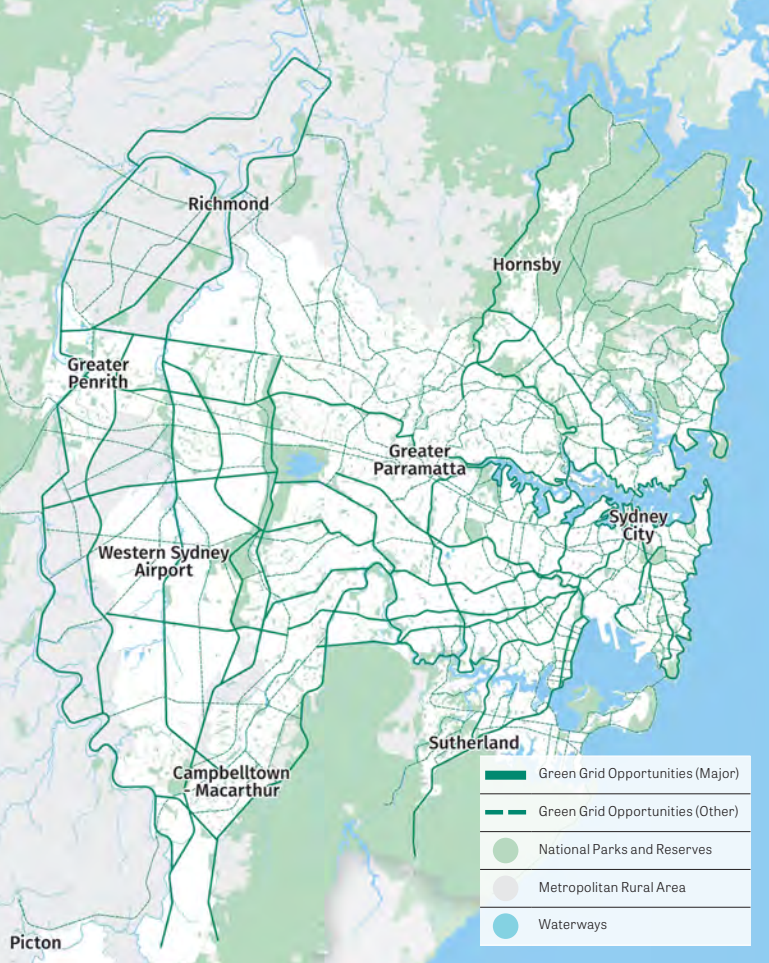 Richmond
Hornsby
Greater
Penrith
Greater
Parramatta
Sydney
City
Western Sydney
Airport
Sutherland
Campbelltown
- Macarthur
Picton
Green Grid Opportunities (Major)
Green Grid Opportunities (Other)
National Parks and Reserves
Metropolitan Rural Area
Waterways